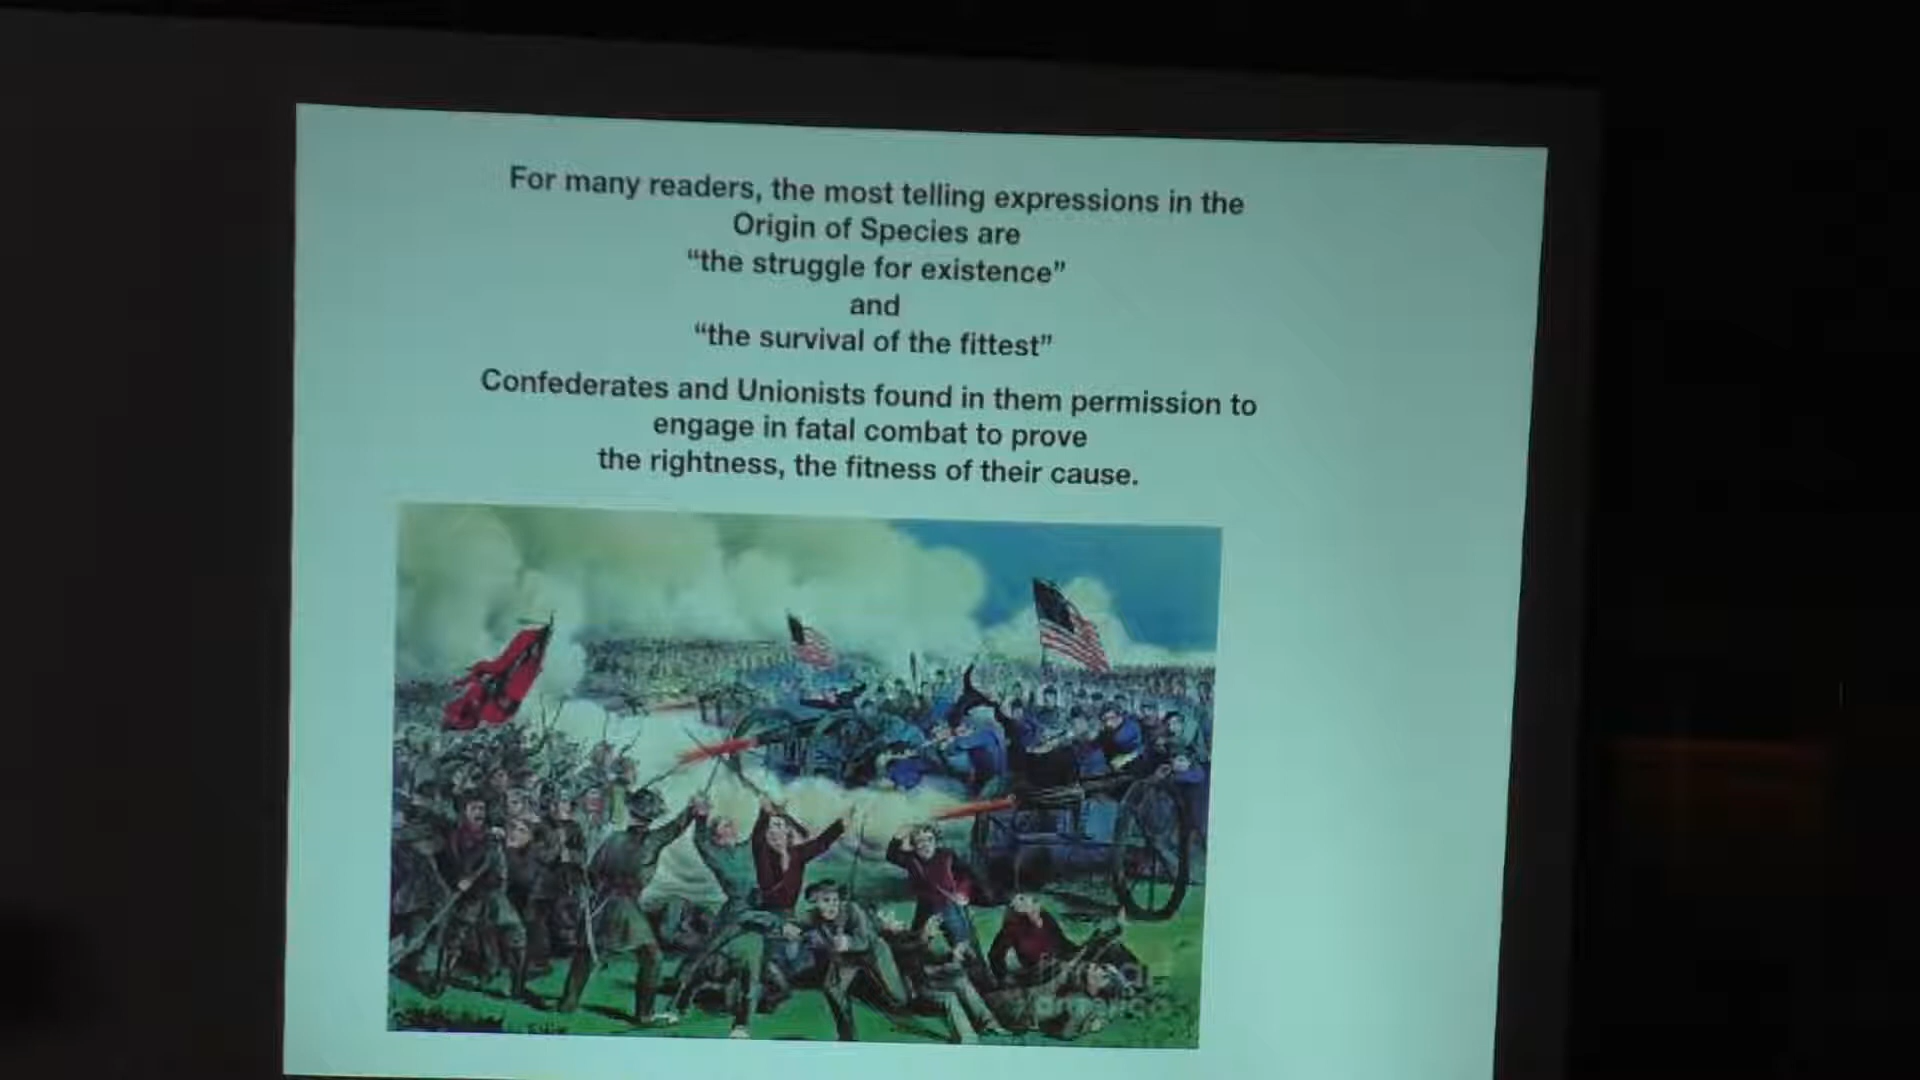 For many readers, the most telling expressions in the
Origin of Species are
“the struggle for existence”
and
“the survival of the fittest”
Confederates and Unionists found in them permission to
engage in fatal combat to prove
the rightness, the fitness of their cause.